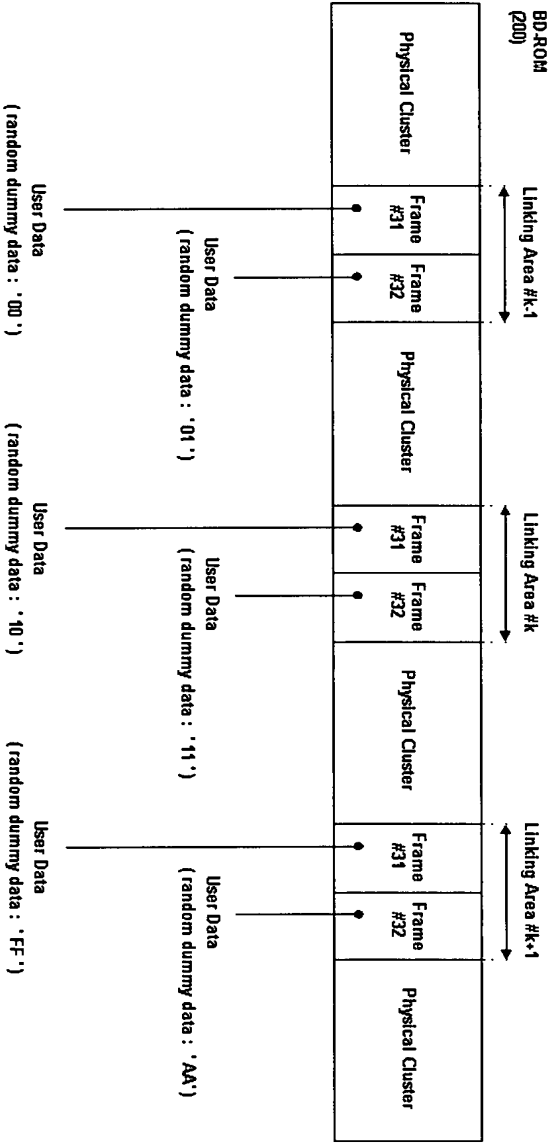 BD-ROM
(200)
Linking Area #k-1
Linking Area #k
Linking Area #k+1
Physical Cluster
Frame
#31
Frame
#32
Physical Cluster
Frame
#31
Frame
#32
Physical Cluster
Frame
#31
Frame
#32
Physical Cluster
User Data
( random dummy data : '01 ')
User Data
( random dummy data : '11 ')
User Data
( random dummy data : 'AA')
User Data
( random dummy data : '00 ')
User Data
( random dummy data : '10 ')
User Data
( random dummy data : 'FF ')